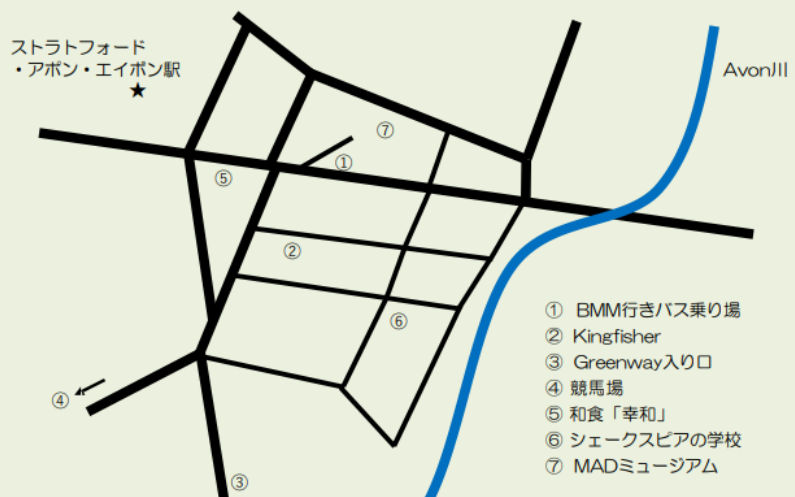 ストラトフォード
・アポン・エイボン駅
★
Avon川
⑦
①
⑤
②
⑥
④
③
① BMM行きバス乗り場
② Kingfisher
③ Greenway入り口
④ 競馬場
⑤ 和食「幸和」
⑥ シェークスピアの学校
⑦ MADミュージアム